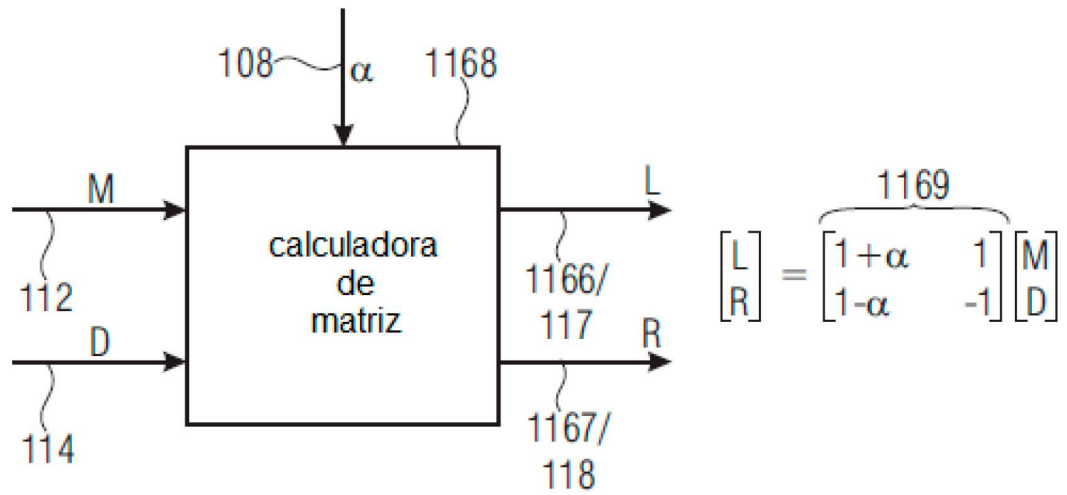 108
α
1168
M
L
1169
calculadora
de
matriz
[L] = [1+α 1] [M]
[R] [1-α -1] [D]
112
1166/
117
D
R
114
1167/
118